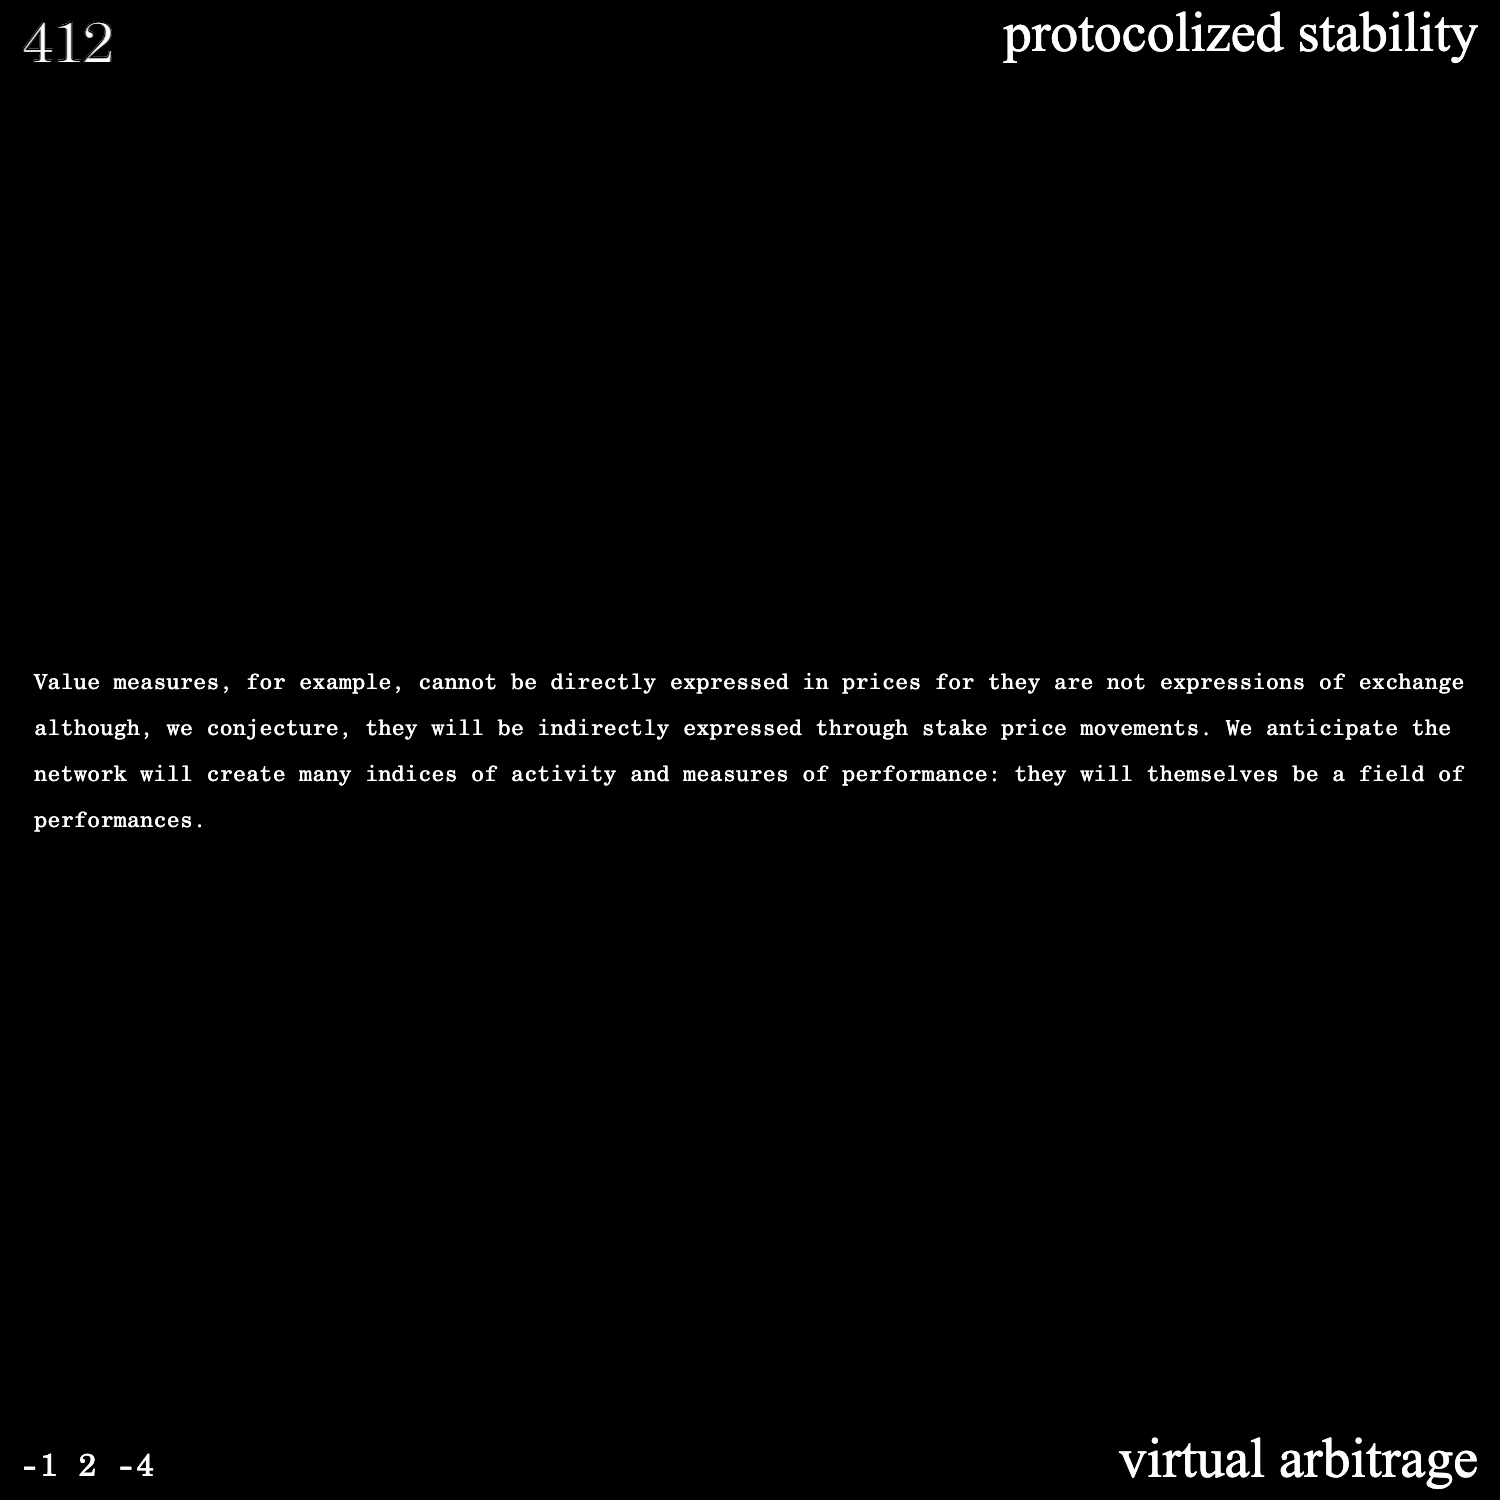 412
protocolized stability
Value measures, for example, cannot be directly expressed in prices for they are not expressions of exchange
although, we conjecture, they will be indirectly expressed through stake price movements. We anticipate the
network will create many indices of activity and measures of performance: they will themselves be a field of
performances.
-1 2 -4
virtual arbitrage